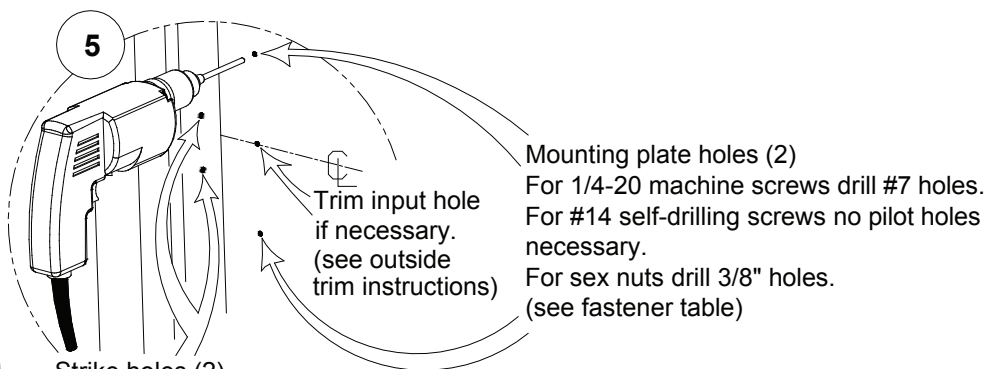 5
Trim input hole
if necessary.
(see outside
trim instructions)
Mounting plate holes (2)
For 1/4-20 machine screws drill #7 holes.
For #14 self-drilling screws no pilot holes
necessary.
For sex nuts drill 3/8" holes.
(see fastener table)
Strike holes (2)